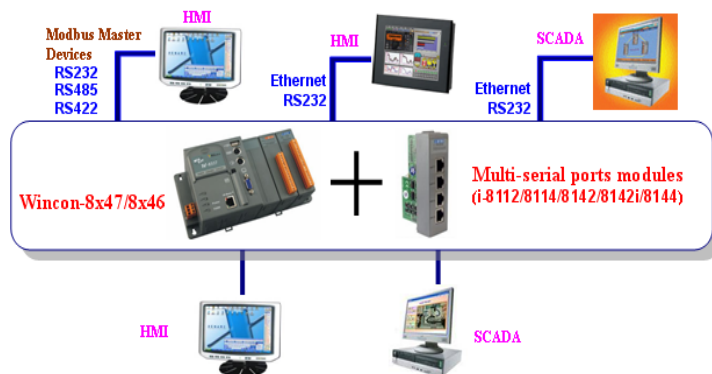 HMI
Modbus Master
Devices
RS232
RS485
RS422
HMI
Ethernet
RS232
SCADA
Ethernet
RS232
Wincon-8x47/8x46
+
Multi-serial ports modules
(i-8112/8114/8142/8142i/8144)
HMI
SCADA